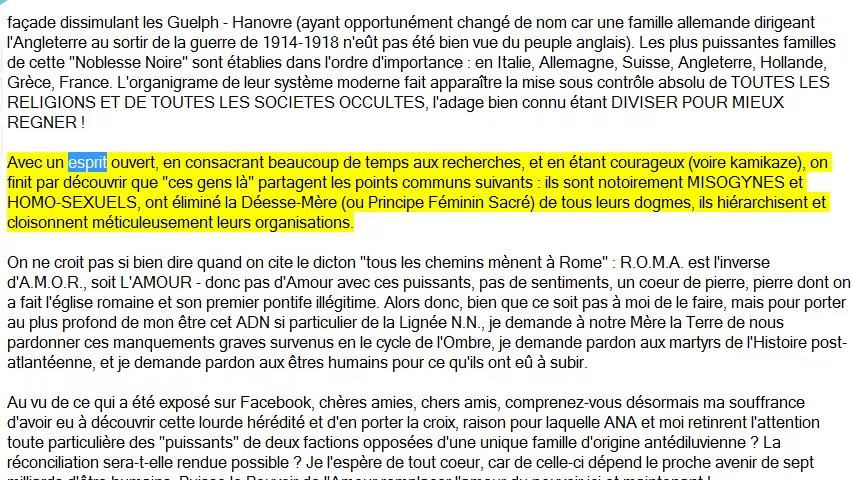 façade dissimulant les Guelph - Hanovre (ayant opportunément changé de nom car une famille allemande dirigeant
l'Angleterre au sortir de la guerre de 1914-1918 n'eût pas été bien vue du peuple anglais). Les plus puissantes familles
de cette "Noblesse Noire" sont établies dans l'ordre d'importance : en Italie, Allemagne, Suisse, Angleterre, Hollande,
Grèce, France. L'organigrame de leur système moderne fait apparaître la mise sous contrôle absolu de TOUTES LES
RELIGIONS ET DE TOUTES LES SOCIETES OCCULTES, l'adage bien connu étant DIVISER POUR MIEUX
REGNER !
Avec un esprit ouvert, en consacrant beaucoup de temps aux recherches, et en étant courageux (voire kamikaze), on
finit par découvrir que "ces gens là" partagent les points communs suivants : ils sont notoirement MISOGYNES et
HOMO-SEXUELS, ont éliminé la Déesse-Mère (ou Principe Féminin Sacré) de tous leurs dogmes, ils hiérarchisent et
cloisonnent méticuleusement leurs organisations.
On ne croit pas si bien dire quand on cite le dicton "tous les chemins mènent à Rome" : R.O.M.A. est l'inverse
d'A.M.O.R., soit L'AMOUR - donc pas d'Amour avec ces puissants, pas de sentiments, un coeur de pierre, pierre dont on
a fait l'église romaine et son premier pontife illégitime. Alors donc, bien que ce soit pas à moi de le faire, mais pour porter
au plus profond de mon être cet ADN si particulier de la Lignée N.N., je demande à notre Mère la Terre de nous
pardonner ces manquements graves survenus en le cycle de l'Ombre, je demande pardon aux martyrs de l'Histoire post-
atlantéenne, et je demande pardon aux êtres humains pour ce qu'ils ont eû à subir.
Au vu de ce qui a été exposé sur Facebook, chères amies, chers amis, comprenez-vous désormais ma souffrance
d'avoir eu à découvrir cette lourde hérédité et d'en porter la croix, raison pour laquelle ANA et moi retinrent l'attention
toute particulière des "puissants" de deux factions opposées d'une unique famille d'origine antédiluvienne ? La
réconciliation sera-t-elle rendue possible ? Je l'espère de tout coeur, car de celle-ci dépend le proche avenir de sept
milliards d'être humains. Puisse le Pouvoir de l'Amour remplacer l'amour du pouvoir ici et maintenant !